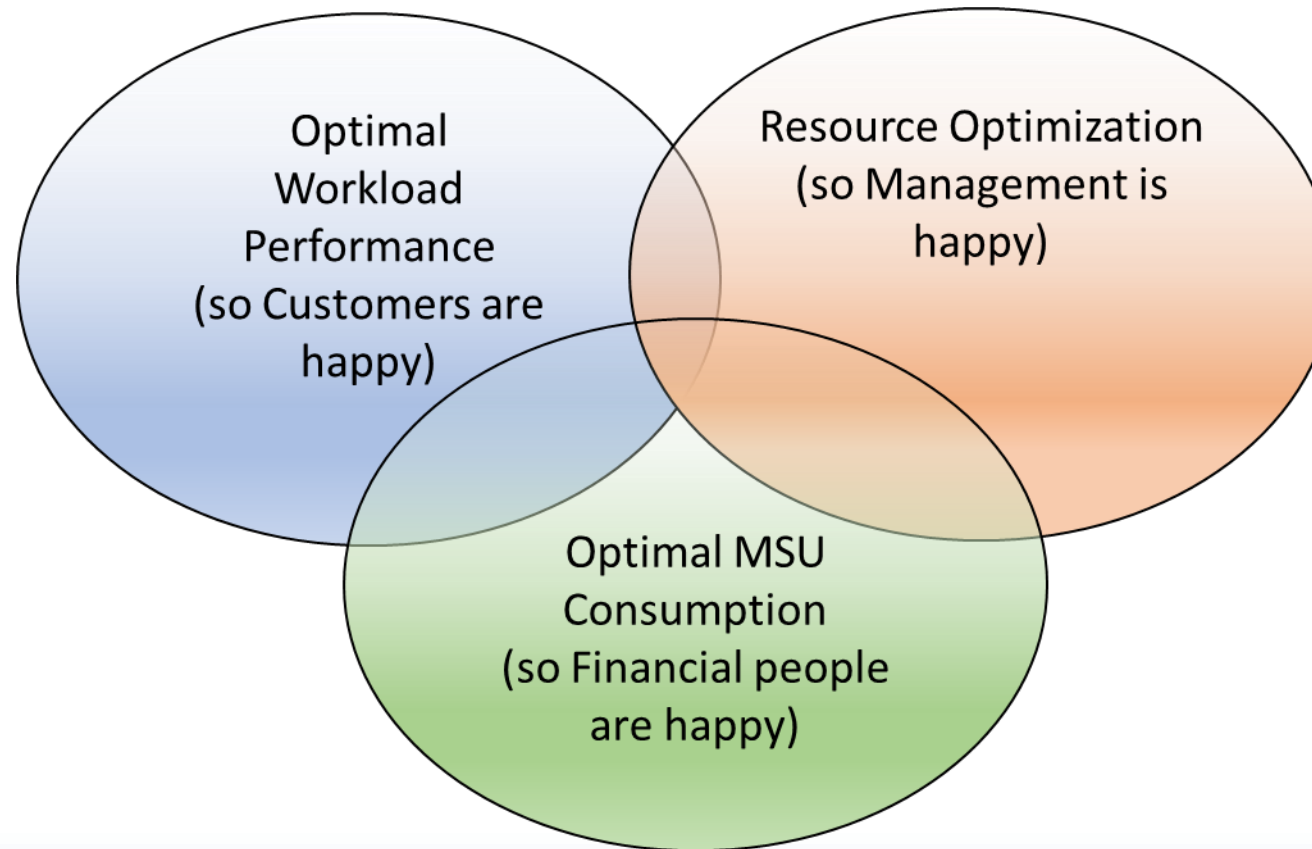 Optimal
Workload
Performance
(so Customers are
happy)
Resource Optimization
(so Management is
happy)
Optimal MSU
Consumption
(so Financial people
are happy)